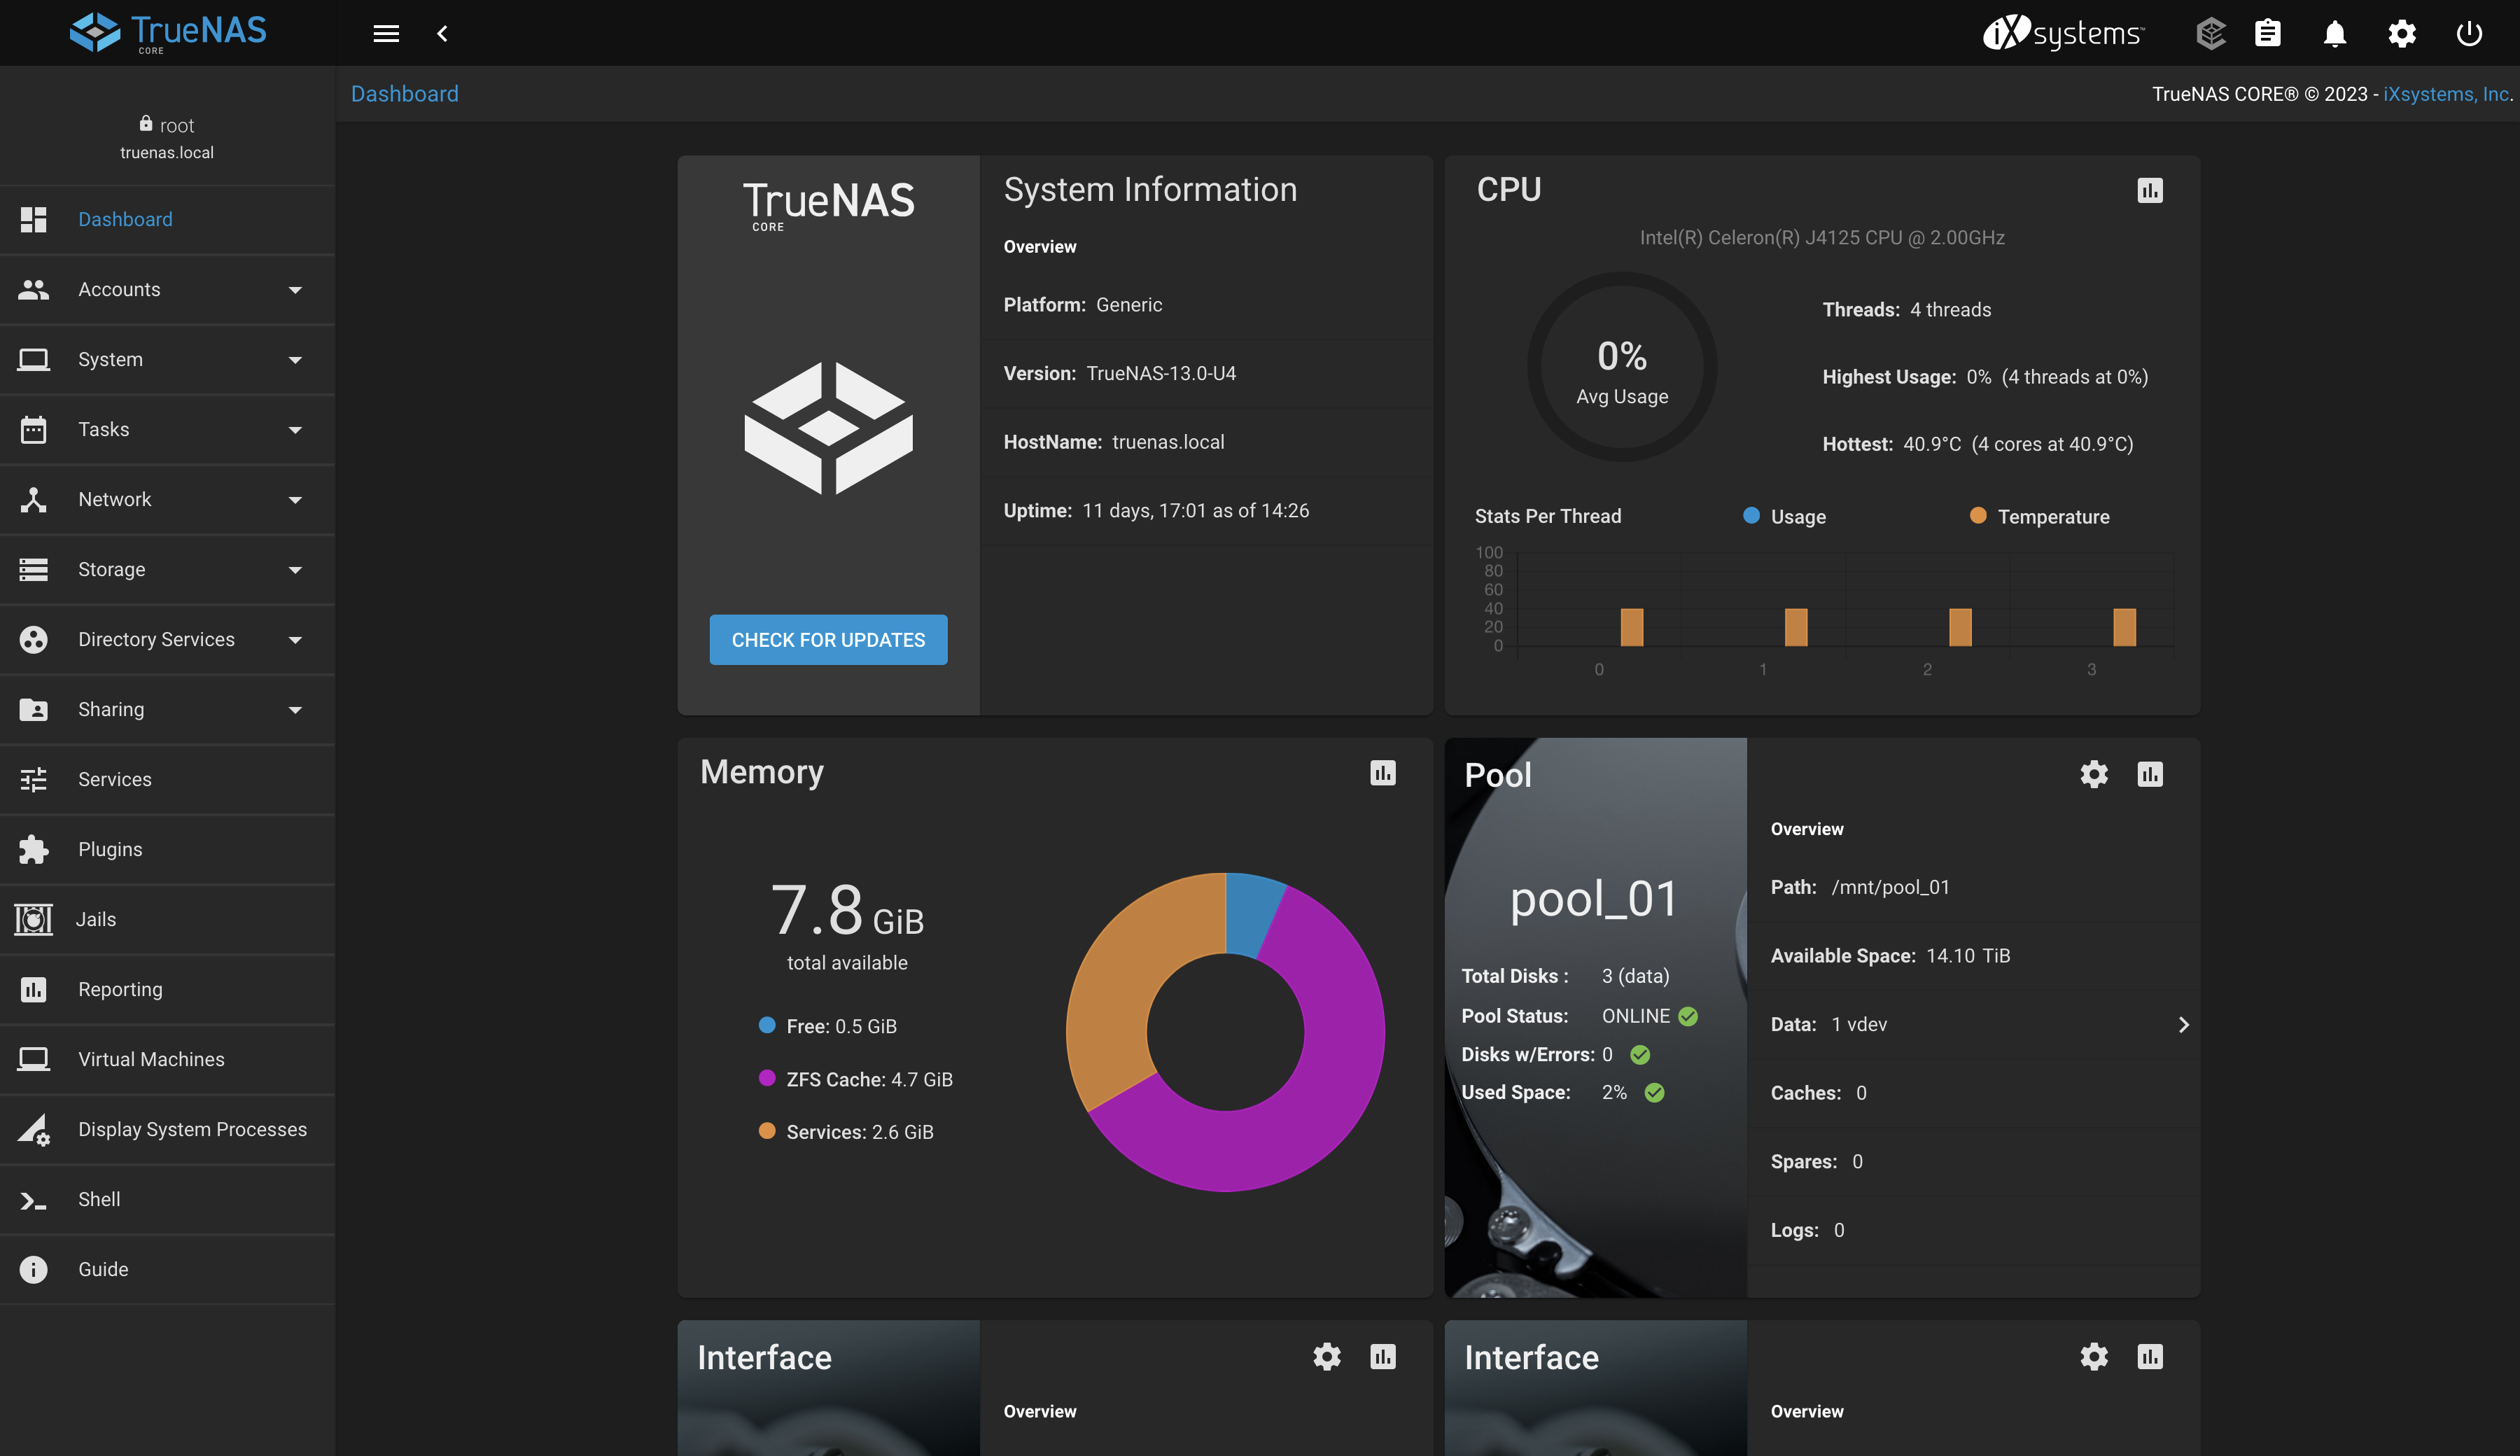 TrueNAS
CORE
iXsystems™
Dashboard
TrueNAS CORE® © 2023 - iXsystems, Inc.
root
truenas.local
Dashboard
Accounts
System
Tasks
Network
Storage
Directory Services
Sharing
Services
Plugins
Jails
Reporting
Virtual Machines
Display System Processes
Shell
Guide
TrueNAS
CORE
CHECK FOR UPDATES
System Information
Overview
Platform: Generic
Version: TrueNAS-13.0-U4
HostName: truenas.local
Uptime: 11 days, 17:01 as of 14:26
CPU
Intel(R) Celeron(R) J4125 CPU @ 2.00GHz
0%
Avg Usage
Threads: 4 threads
Highest Usage: 0% (4 threads at 0%)
Hottest: 40.9°C (4 cores at 40.9°C)
Stats Per Thread
Usage
Temperature
100
80
60
40
20
0
0 1 2 3
Memory
7.8 GiB
total available
Free: 0.5 GiB
ZFS Cache: 4.7 GiB
Services: 2.6 GiB
Pool
pool_01
Total Disks : 3 (data)
Pool Status: ONLINE
Disks w/Errors: 0
Used Space: 2%
Overview
Path: /mnt/pool_01
Available Space: 14.10 TiB
Data: 1 vdev
Caches: 0
Spares: 0
Logs: 0
Interface
Overview
Interface
Overview